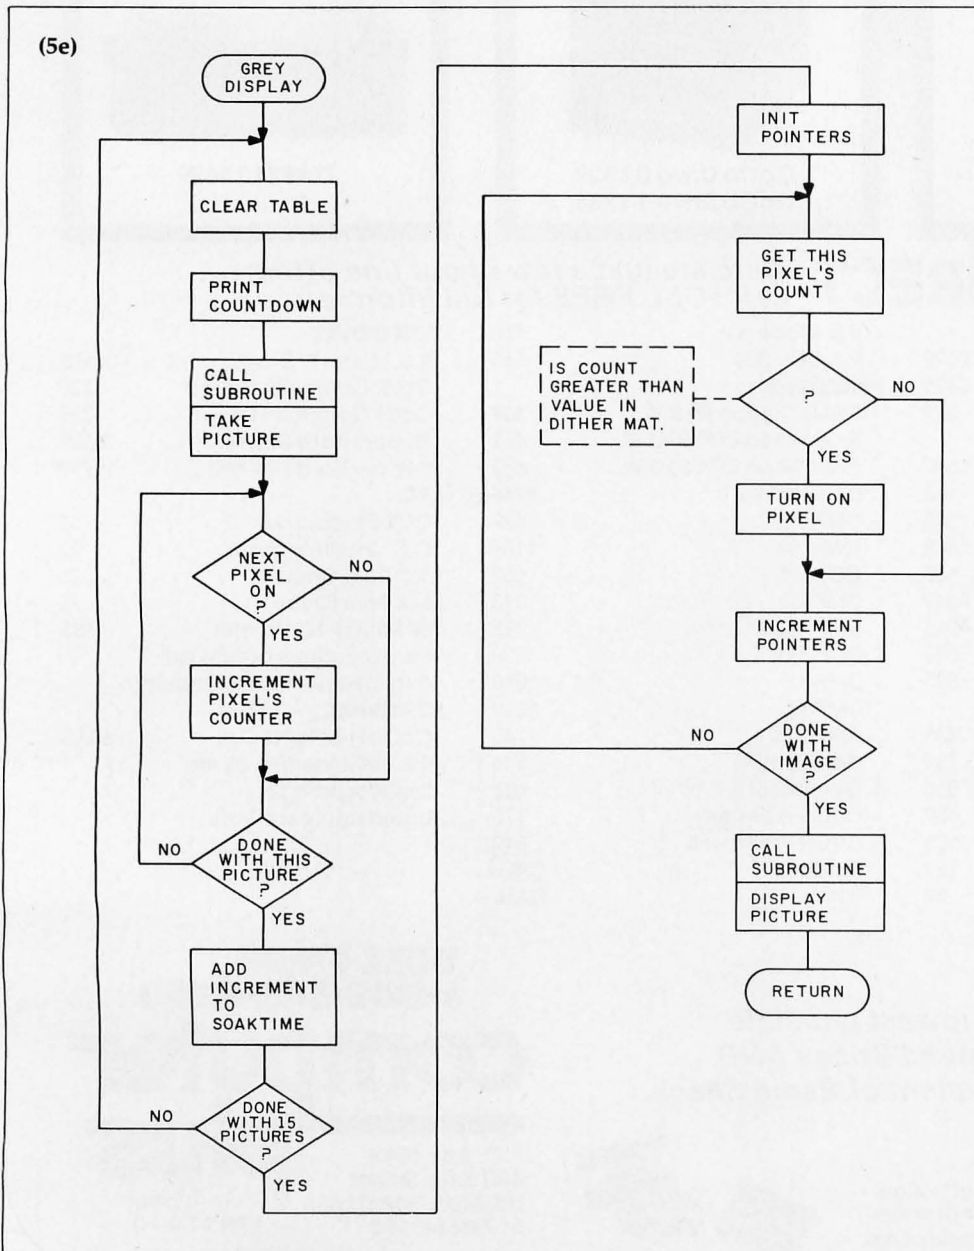 (5e)
GREY
DISPLAY
CLEAR TABLE
PRINT
COUNTDOWN
CALL
SUBROUTINE
TAKE
PICTURE
NEXT
PIXEL
ON
?
NO
YES
INCREMENT
PIXEL'S
COUNTER
DONE
WITH THIS
PICTURE
?
NO
YES
ADD
INCREMENT
TO
SOAKTIME
DONE
WITH 15
PICTURES
?
NO
YES
INIT
POINTERS
GET THIS
PIXEL'S
COUNT
IS COUNT
GREATER THAN
VALUE IN
DITHER MAT.
?
NO
YES
TURN ON
PIXEL
INCREMENT
POINTERS
DONE
WITH
IMAGE
?
NO
YES
CALL
SUBROUTINE
DISPLAY
PICTURE
RETURN